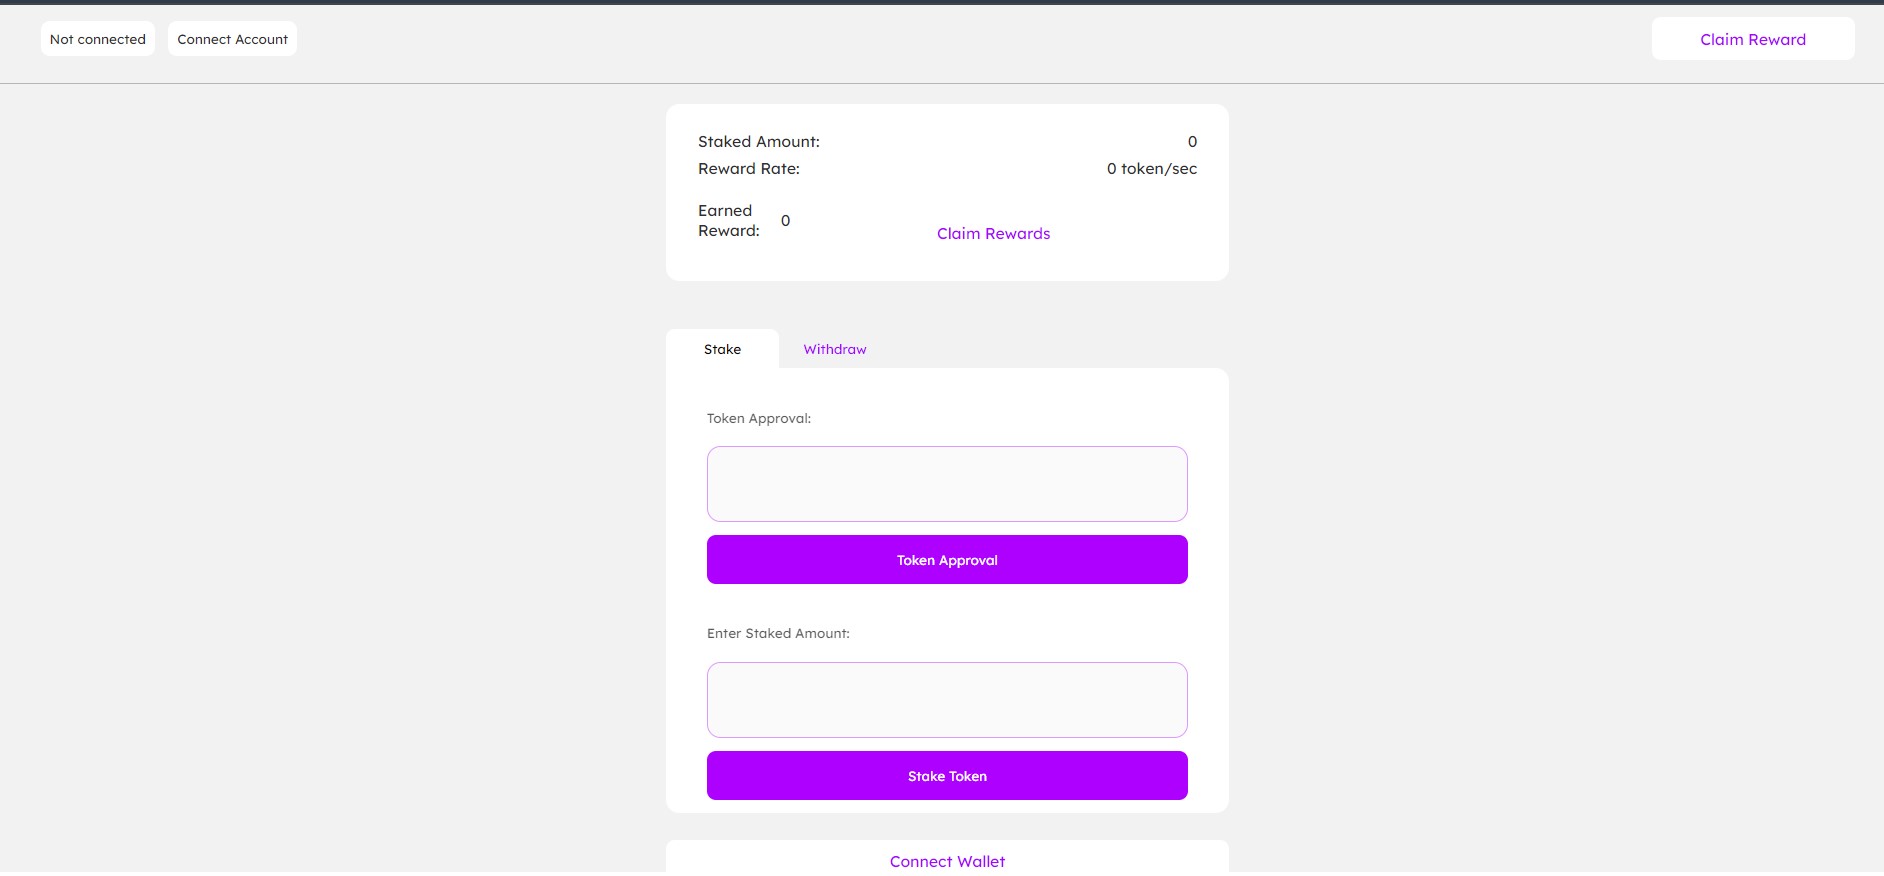 Not connected
Connect Account
Claim Reward
Staked Amount:
0
Reward Rate:
0 token/sec
Earned
Reward:
0
Claim Rewards
Stake
Withdraw
Token Approval:
Token Approval
Enter Staked Amount:
Stake Token
Connect Wallet